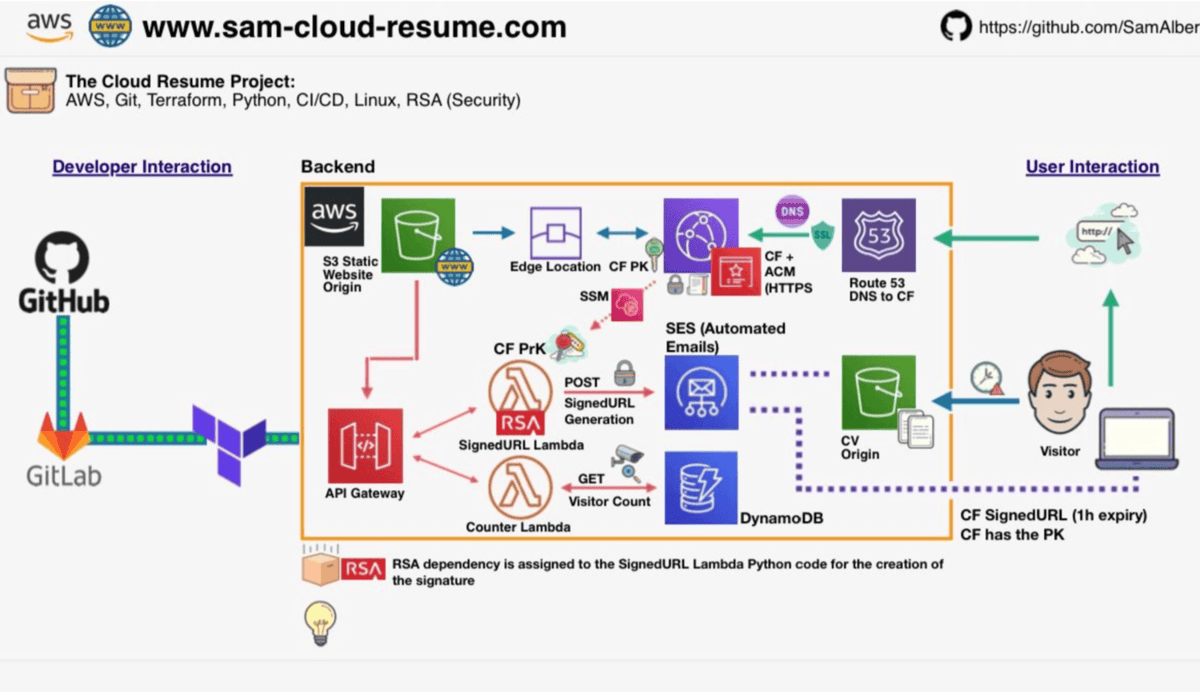 aws
www
www.sam-cloud-resume.com
https://github.com/SamAlber
The Cloud Resume Project:
AWS, Git, Terraform, Python, CI/CD, Linux, RSA (Security)
Developer Interaction
Backend
User Interaction
aws
S3 Static
Website
Origin
www
Edge Location
CF PK
DNS
SSL
CF +
ACM
(HTTPS
53
Route 53
DNS to CF
http://
GitHub
SSM
CF PrK
SES (Automated
Emails)
POST
SignedURL
Generation
RSA
SignedURL Lambda
CV
Origin
Visitor
GitLab
API Gateway
GET
Visitor Count
Counter Lambda
DynamoDB
CF SignedURL (1h expiry)
CF has the PK
RSA
RSA dependency is assigned to the SignedURL Lambda Python code for the creation of
the signature